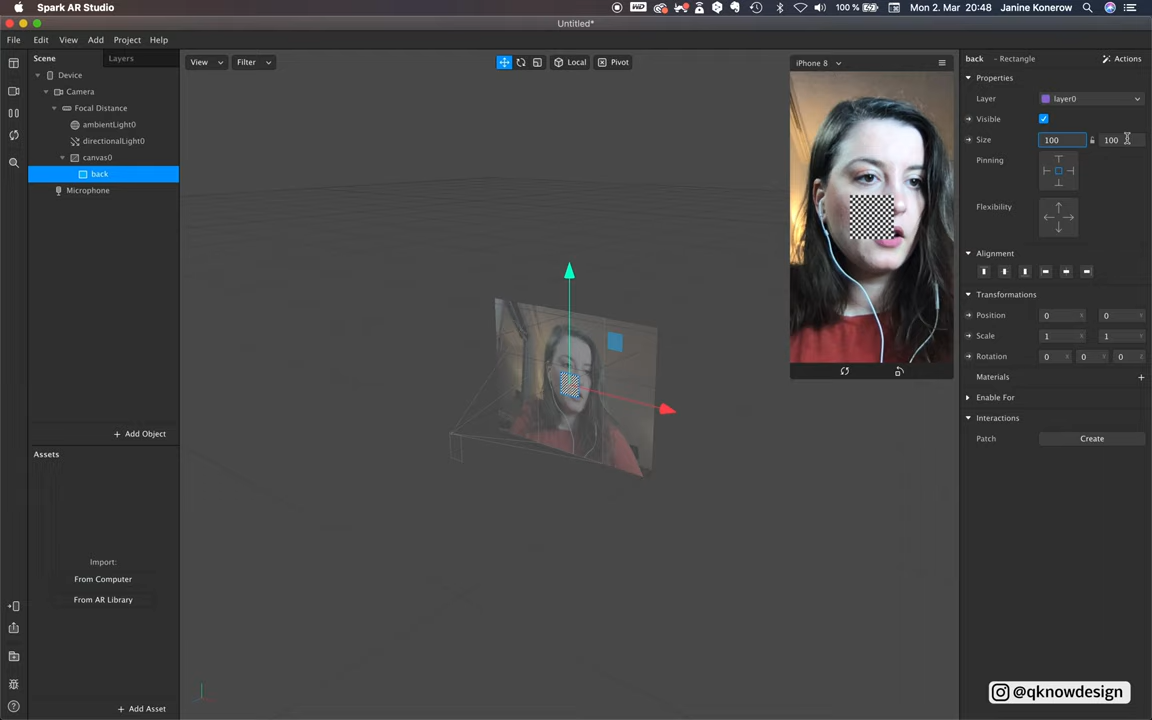 Spark AR Studio
100 %
Mon 2. Mar 20:48
Janine Konerow
Untitled*
File Edit View Add Project Help
Scene
Layers
Device
Camera
Focal Distance
ambientLight0
directionalLight0
canvas0
back
Microphone
+ Add Object
Assets
Import:
From Computer
From AR Library
+ Add Asset
View
Filter
Local
Pivot
iPhone 8
back - Rectangle
Actions
Properties
Layer layer0
Visible
Size 100 100
Pinning
Flexibility
Alignment
Transformations
Position 0 0
Scale 1 1
Rotation 0 0 0
Materials +
Enable For
Interactions
Patch Create
@qknowdesign